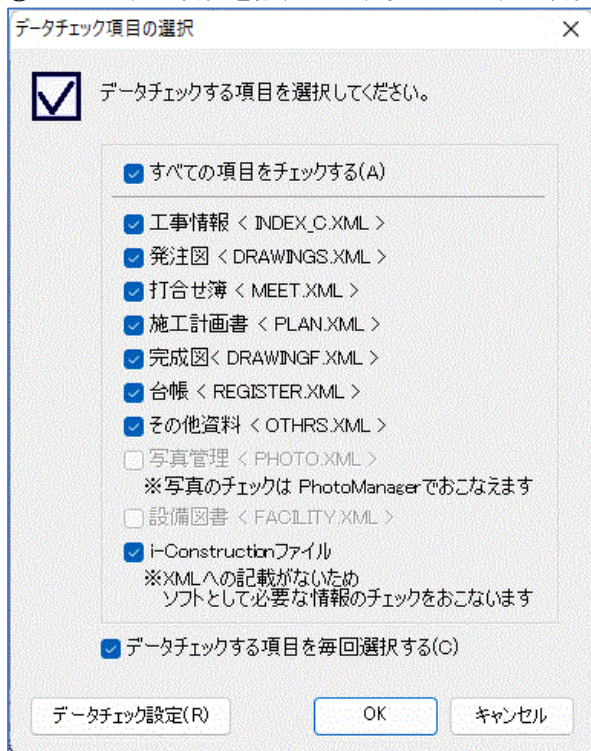 データチェック項目の選択
データチェックする項目を選択してください。
すべての項目をチェックする(A)
工事情報 < INDEX_C.XML >
発注図 < DRAWINGS.XML >
打合せ簿 < MEET.XML >
施工計画書 < PLAN.XML >
完成図< DRAWINGF.XML >
台帳 < REGISTER.XML >
その他資料 < OTHRS.XML >
写真管理 < PHOTO.XML >
※写真のチェックは PhotoManagerでおこなえます
設備図書 < FACILITY.XML >
i-Constructionファイル
※XMLへの記載がないため
ソフトとして必要な情報のチェックをおこないます
データチェックする項目を毎回選択する(C)
データチェック設定(R)
OK
キャンセル